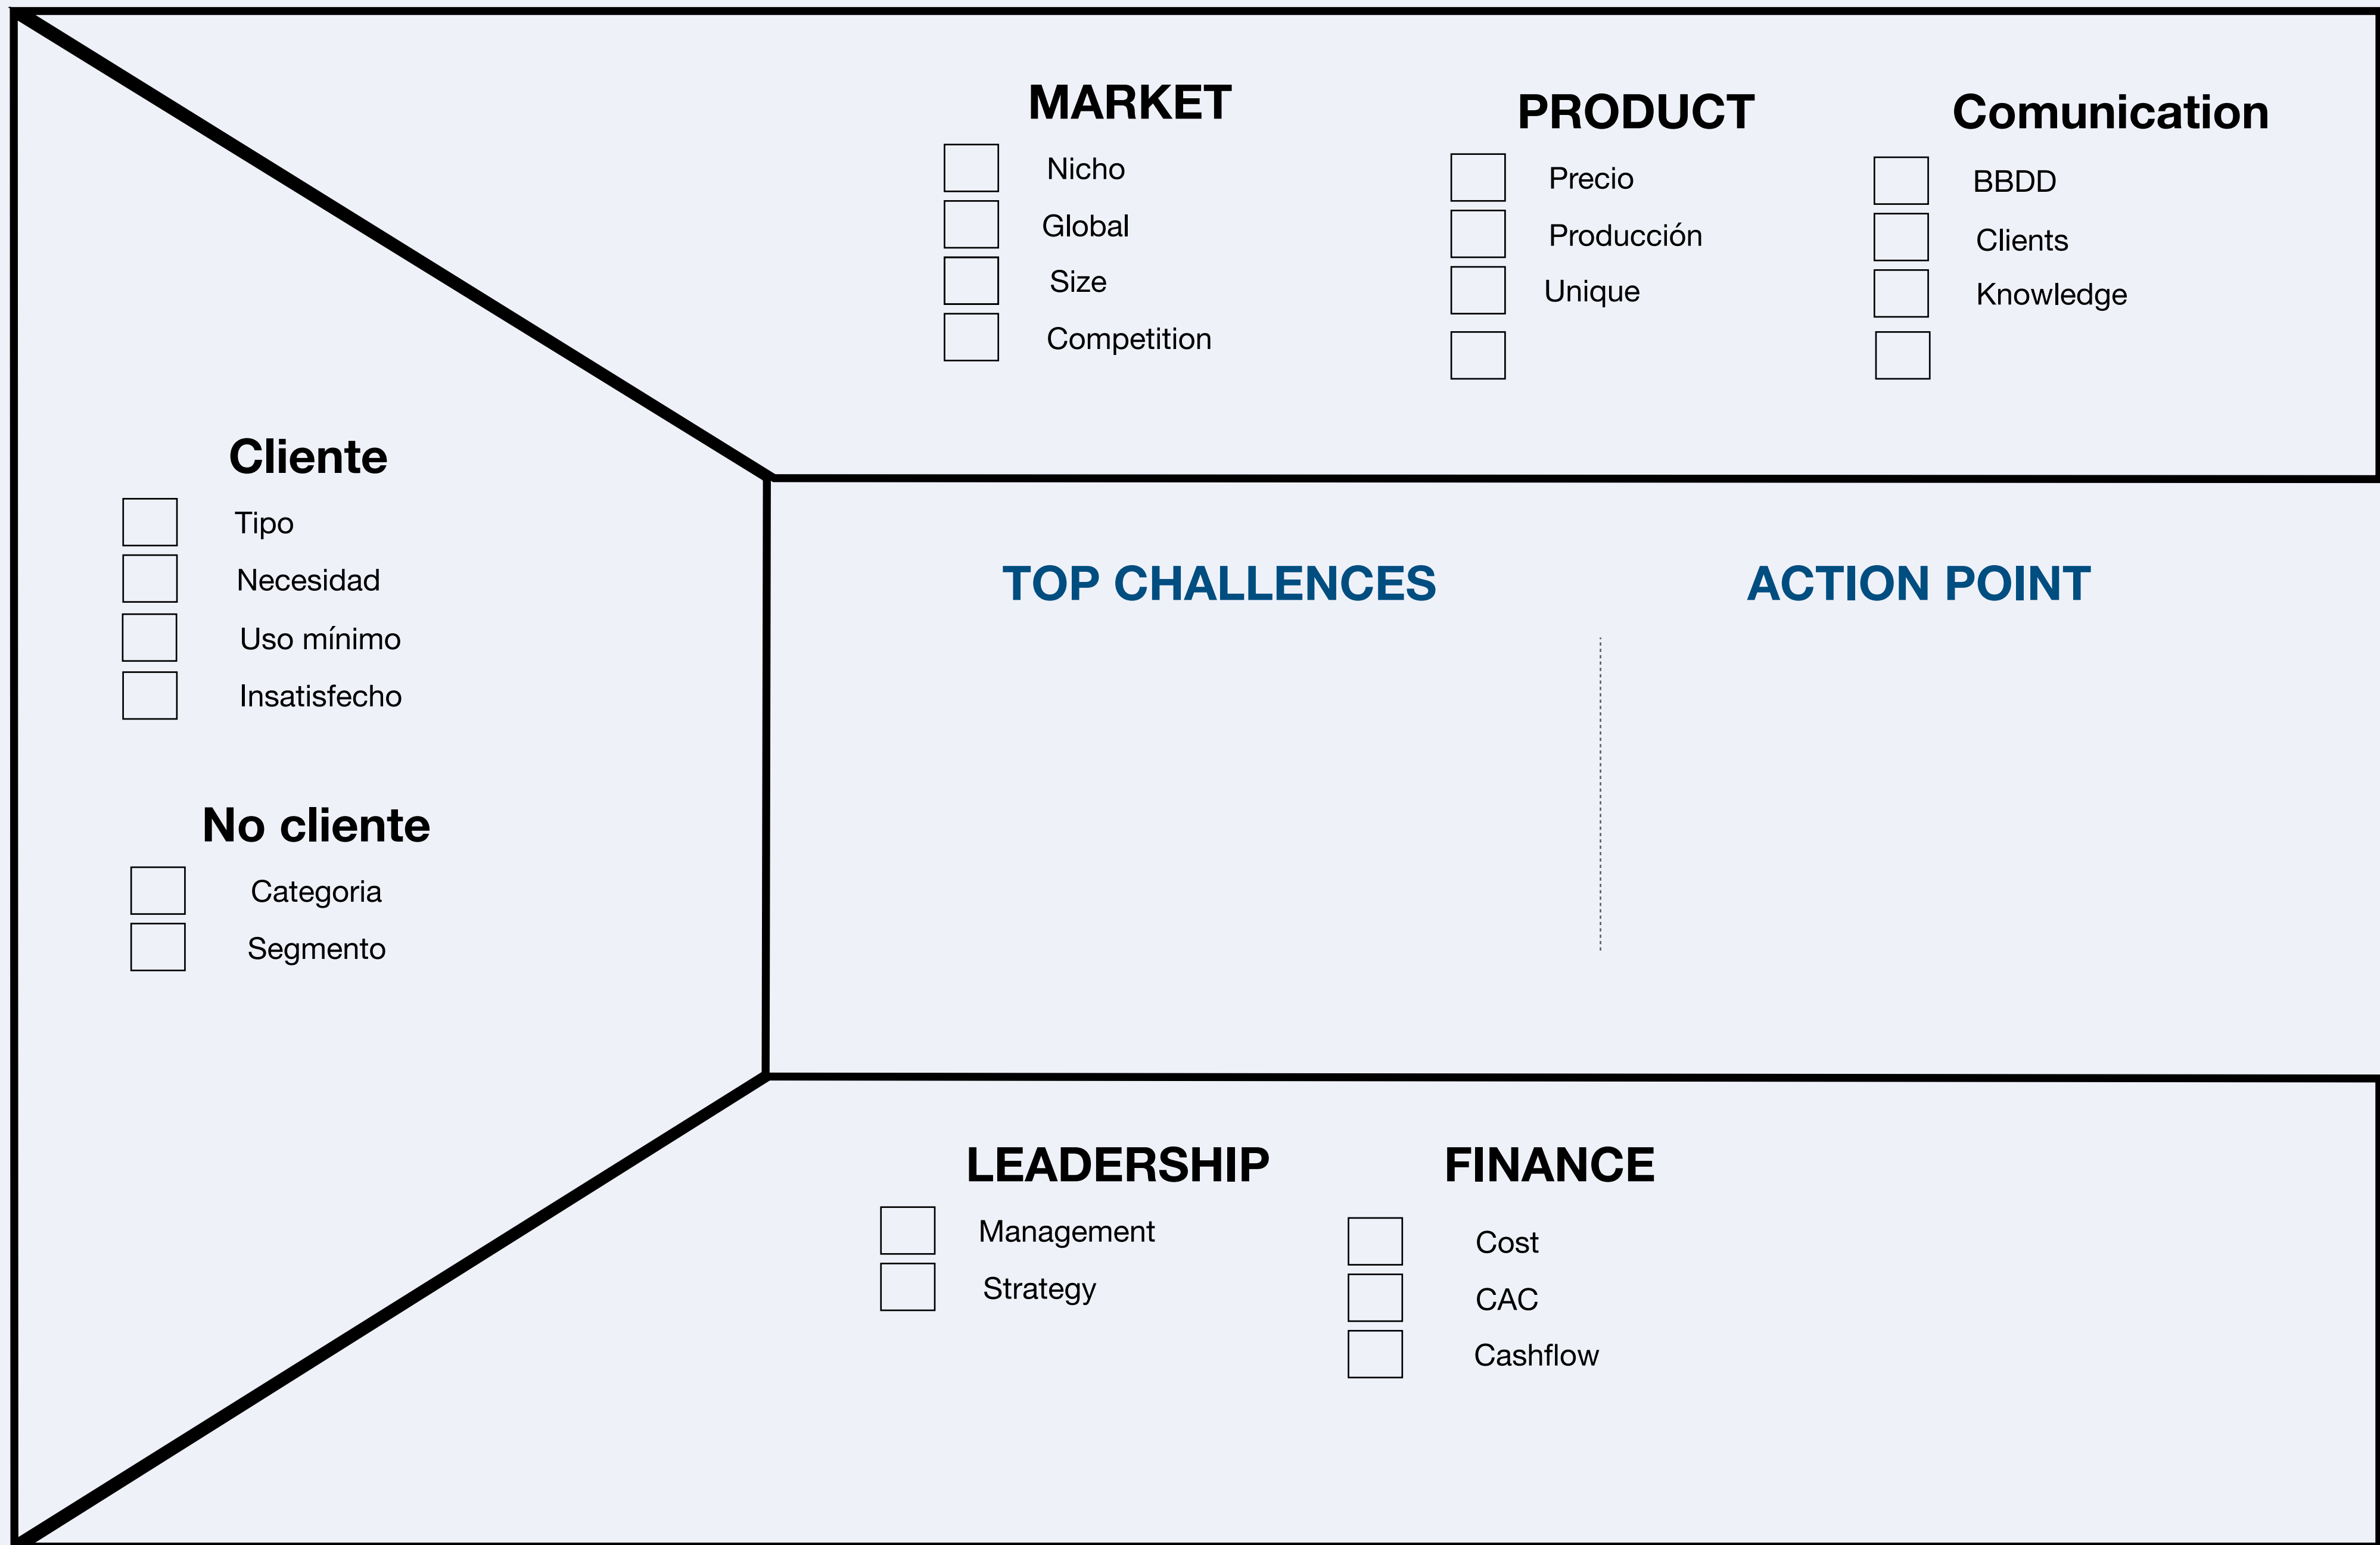 MARKET
Nicho
Global
Size
Competition
PRODUCT
Precio
Producción
Unique
Comunication
BBDD
Clients
Knowledge
Cliente
Tipo
Necesidad
Uso mínimo
Insatisfecho
No cliente
Categoria
Segmento
TOP CHALLENCES
ACTION POINT
LEADERSHIP
Management
Strategy
FINANCE
Cost
CAC
Cashflow